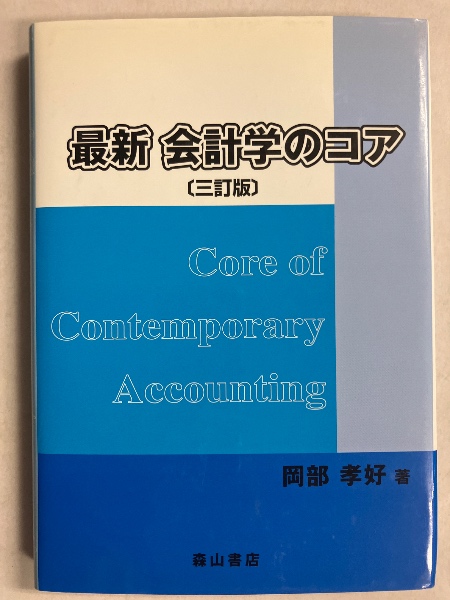 最新 会計学のコア
〔三訂版〕
Core of
Contemporary
Accounting
岡部 孝好 著
森山書店